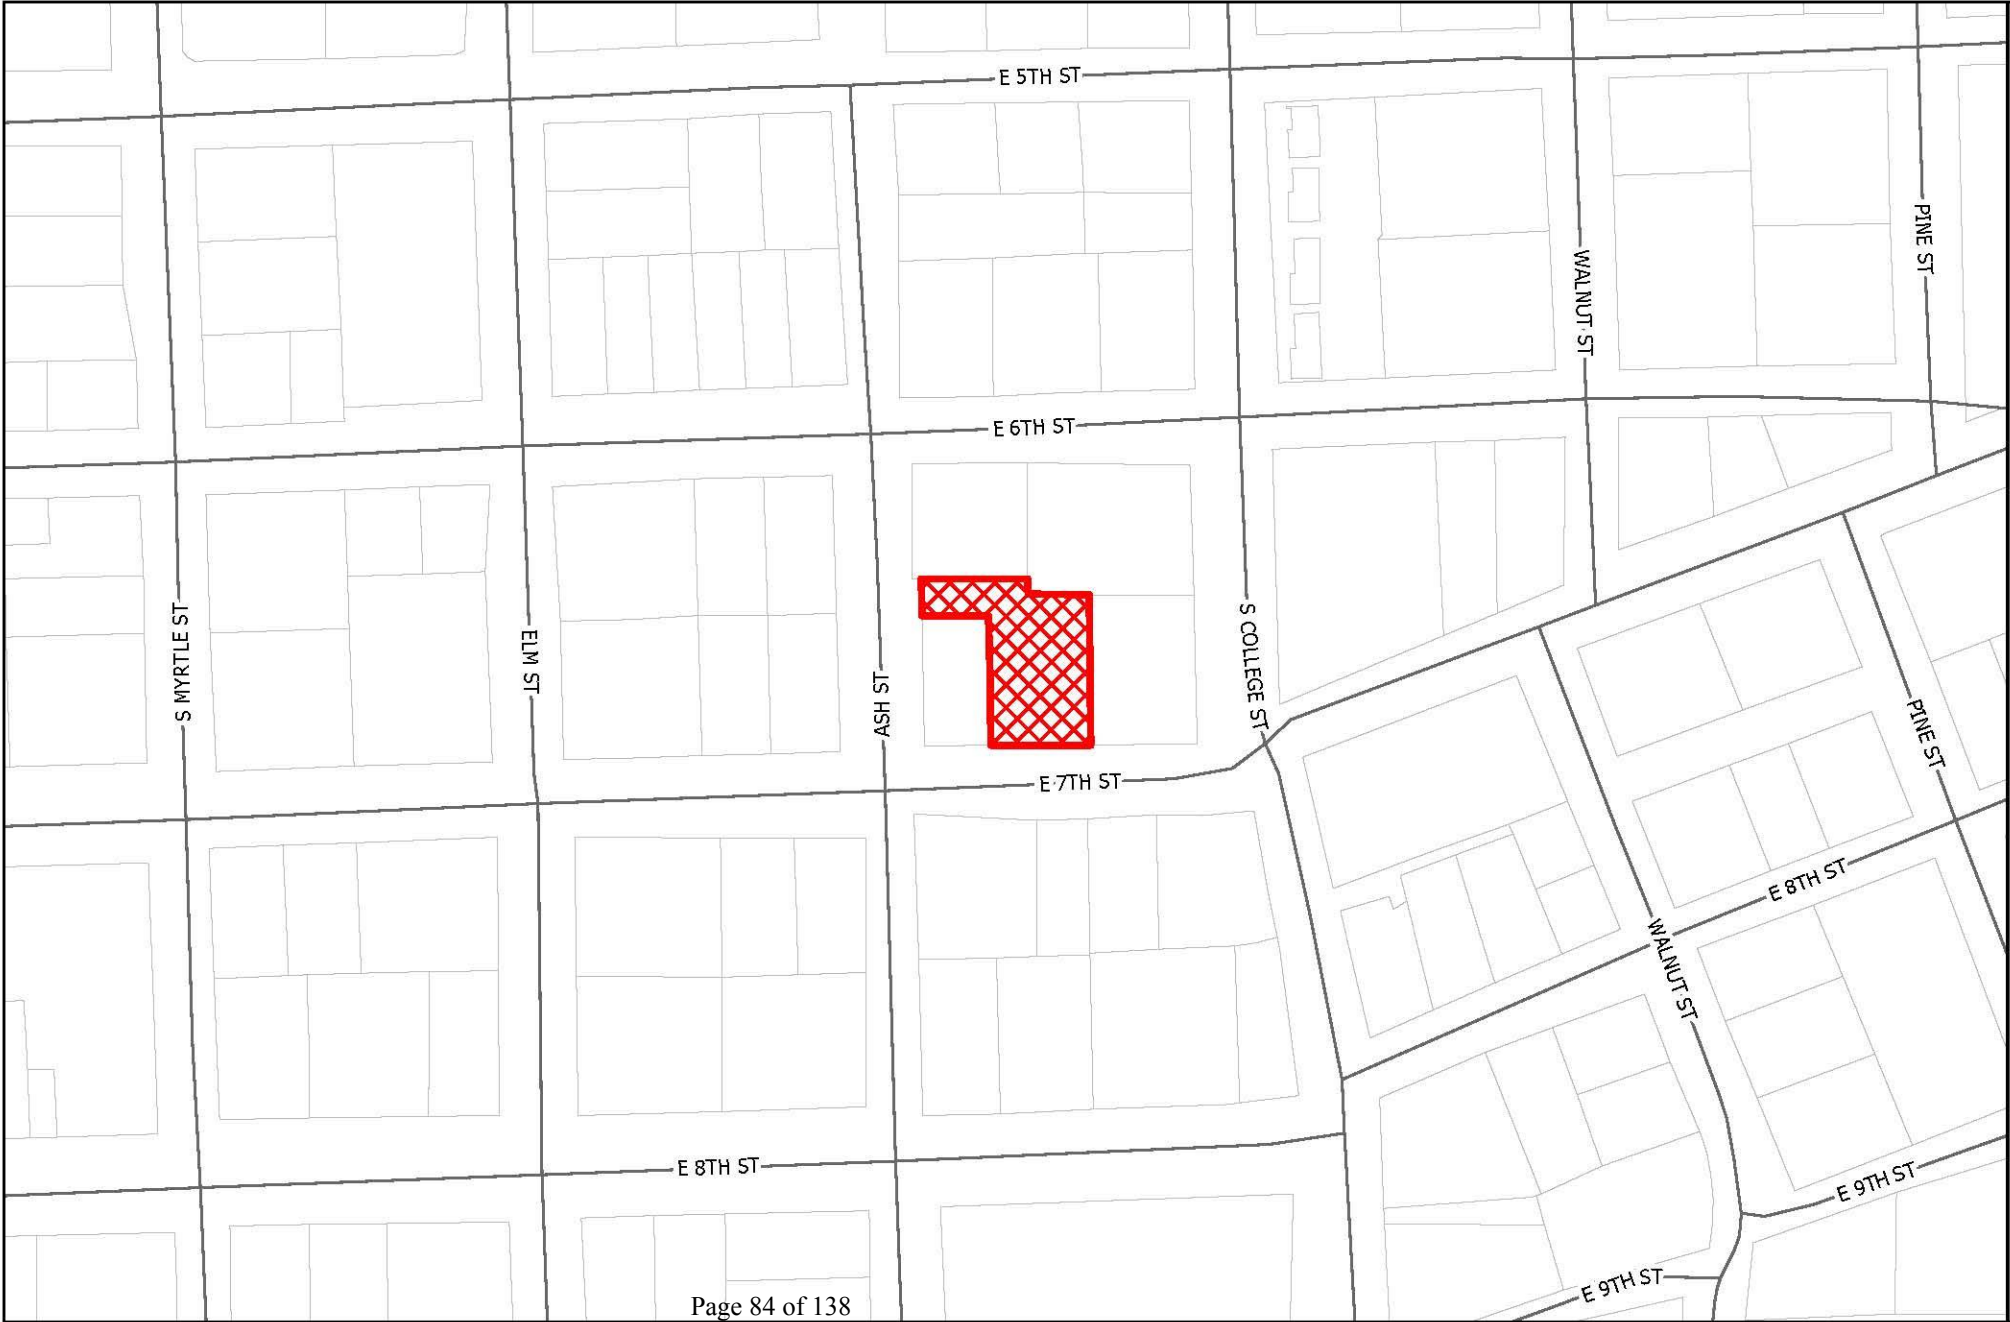 E 5TH ST
PINE ST
WALNUT ST
E 6TH ST
S MYRTLE ST
ELM ST
ASH ST
S COLLEGE ST
PINE ST
E 7TH ST
E 8TH ST
WALNUT ST
E 8TH ST
E 9TH ST
E 9TH ST
Page 84 of 138